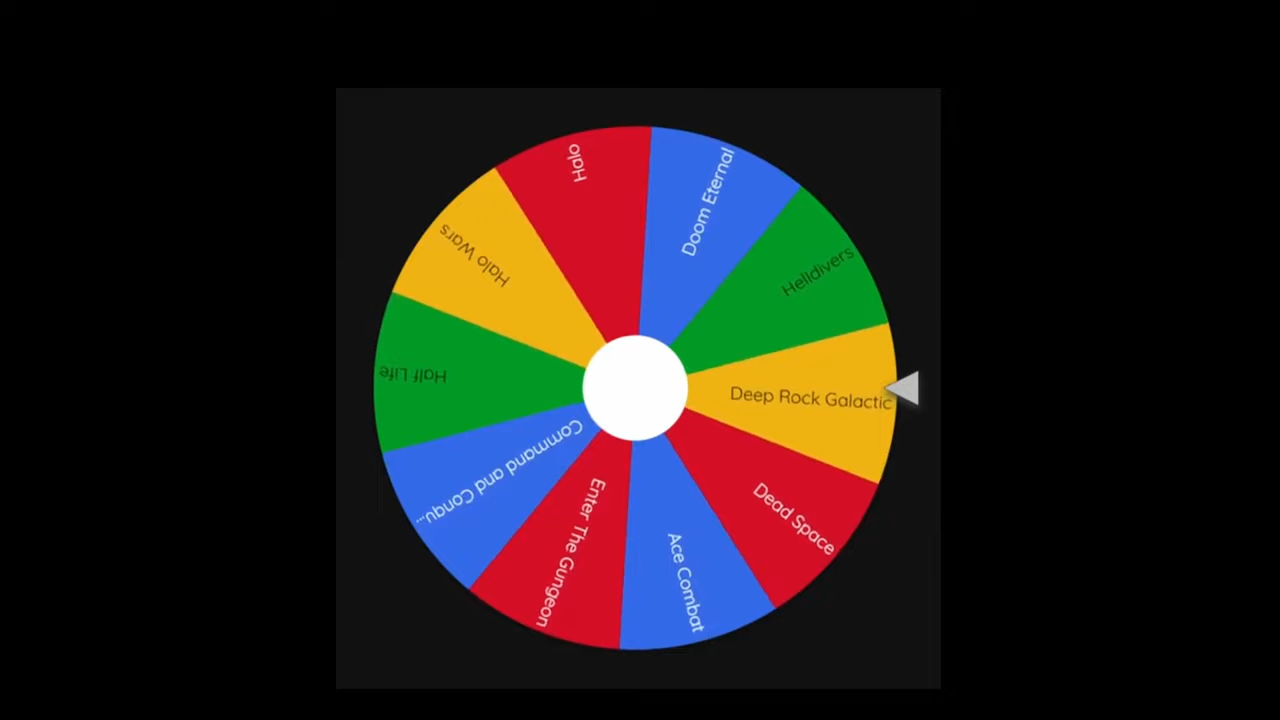 Halo
Doom Eternal
Helldivers
Deep Rock Galactic
Dead Space
Ace Combat
Enter The Gungeon
Command and Conqu...
Half Life
Halo Wars